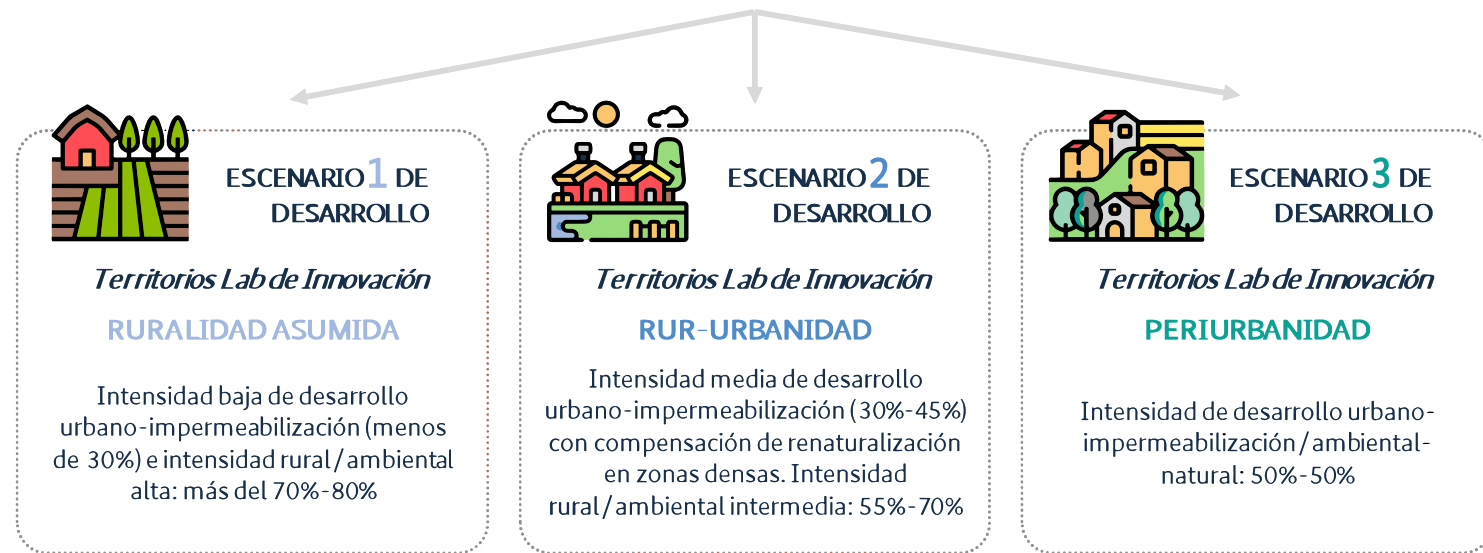 ESCENARIO 1 DE
DESARROLLO
Territorios Lab de Innovación
RURALIDAD ASUMIDA
Intensidad baja de desarrollo
urbano-impermeabilización (menos
de 30%) e intensidad rural/ambiental
alta: más del 70%-80%
ESCENARIO 2 DE
DESARROLLO
Territorios Lab de Innovación
RUR-URBANIDAD
Intensidad media de desarrollo
urbano-impermeabilización (30%-45%)
con compensación de renaturalización
en zonas densas. Intensidad
rural/ambiental intermedia: 55%-70%
ESCENARIO 3 DE
DESARROLLO
Territorios Lab de Innovación
PERIURBANIDAD
Intensidad de desarrollo urbano-
impermeabilización/ambiental-
natural: 50%-50%